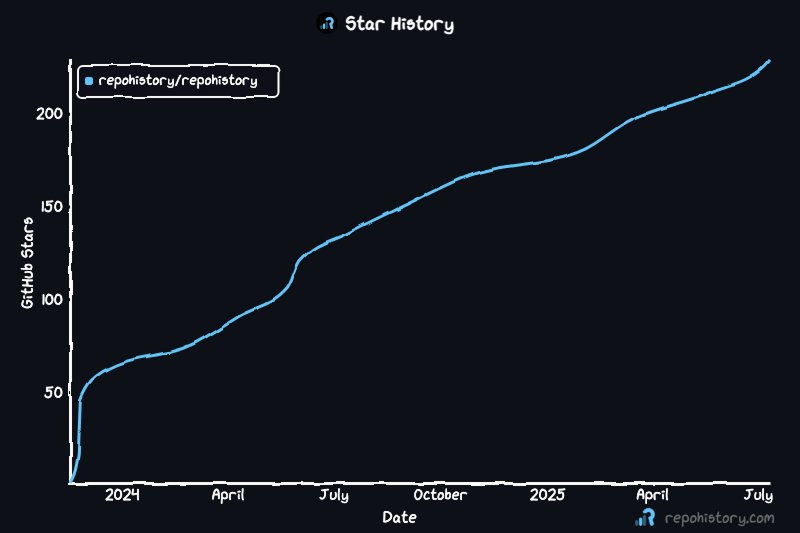 Star History
repohistory/repohistory
200
150
100
50
GitHub Stars
2024 April July October 2025 April July
Date
repohistory.com